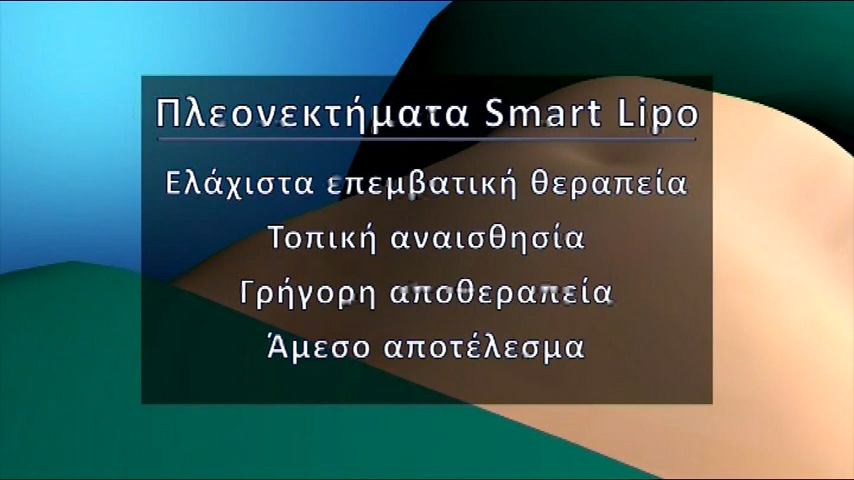 Πλεονεκτήματα Smart Lipo
Ελάχιστα επεμβατική θεραπεία
Τοπική αναισθησία
Γρήγορη αποθεραπεία
Άμεσο αποτέλεσμα